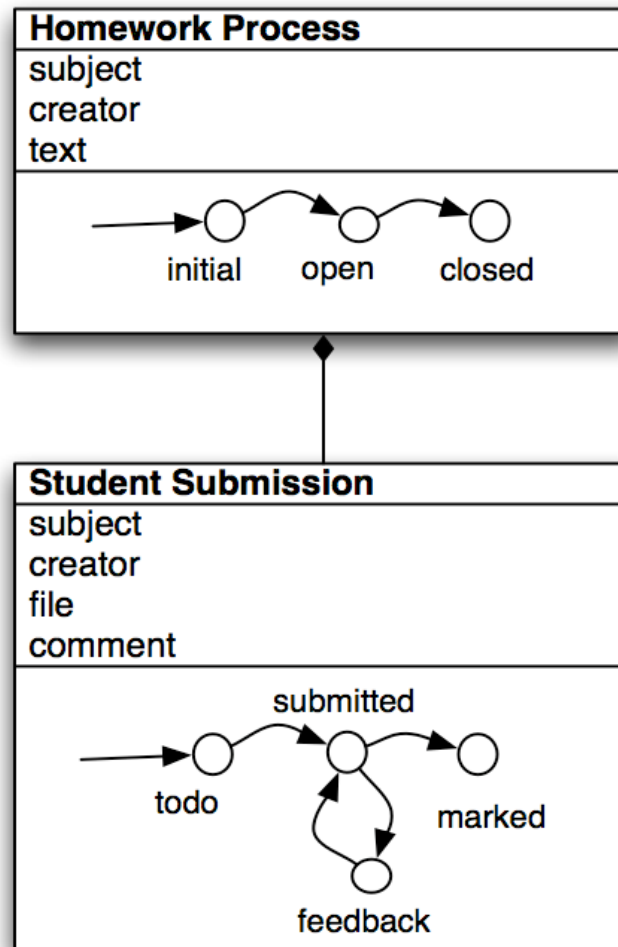 Homework Process
subject
creator
text
initial open closed
Student Submission
subject
creator
file
comment
submitted
todo
marked
feedback